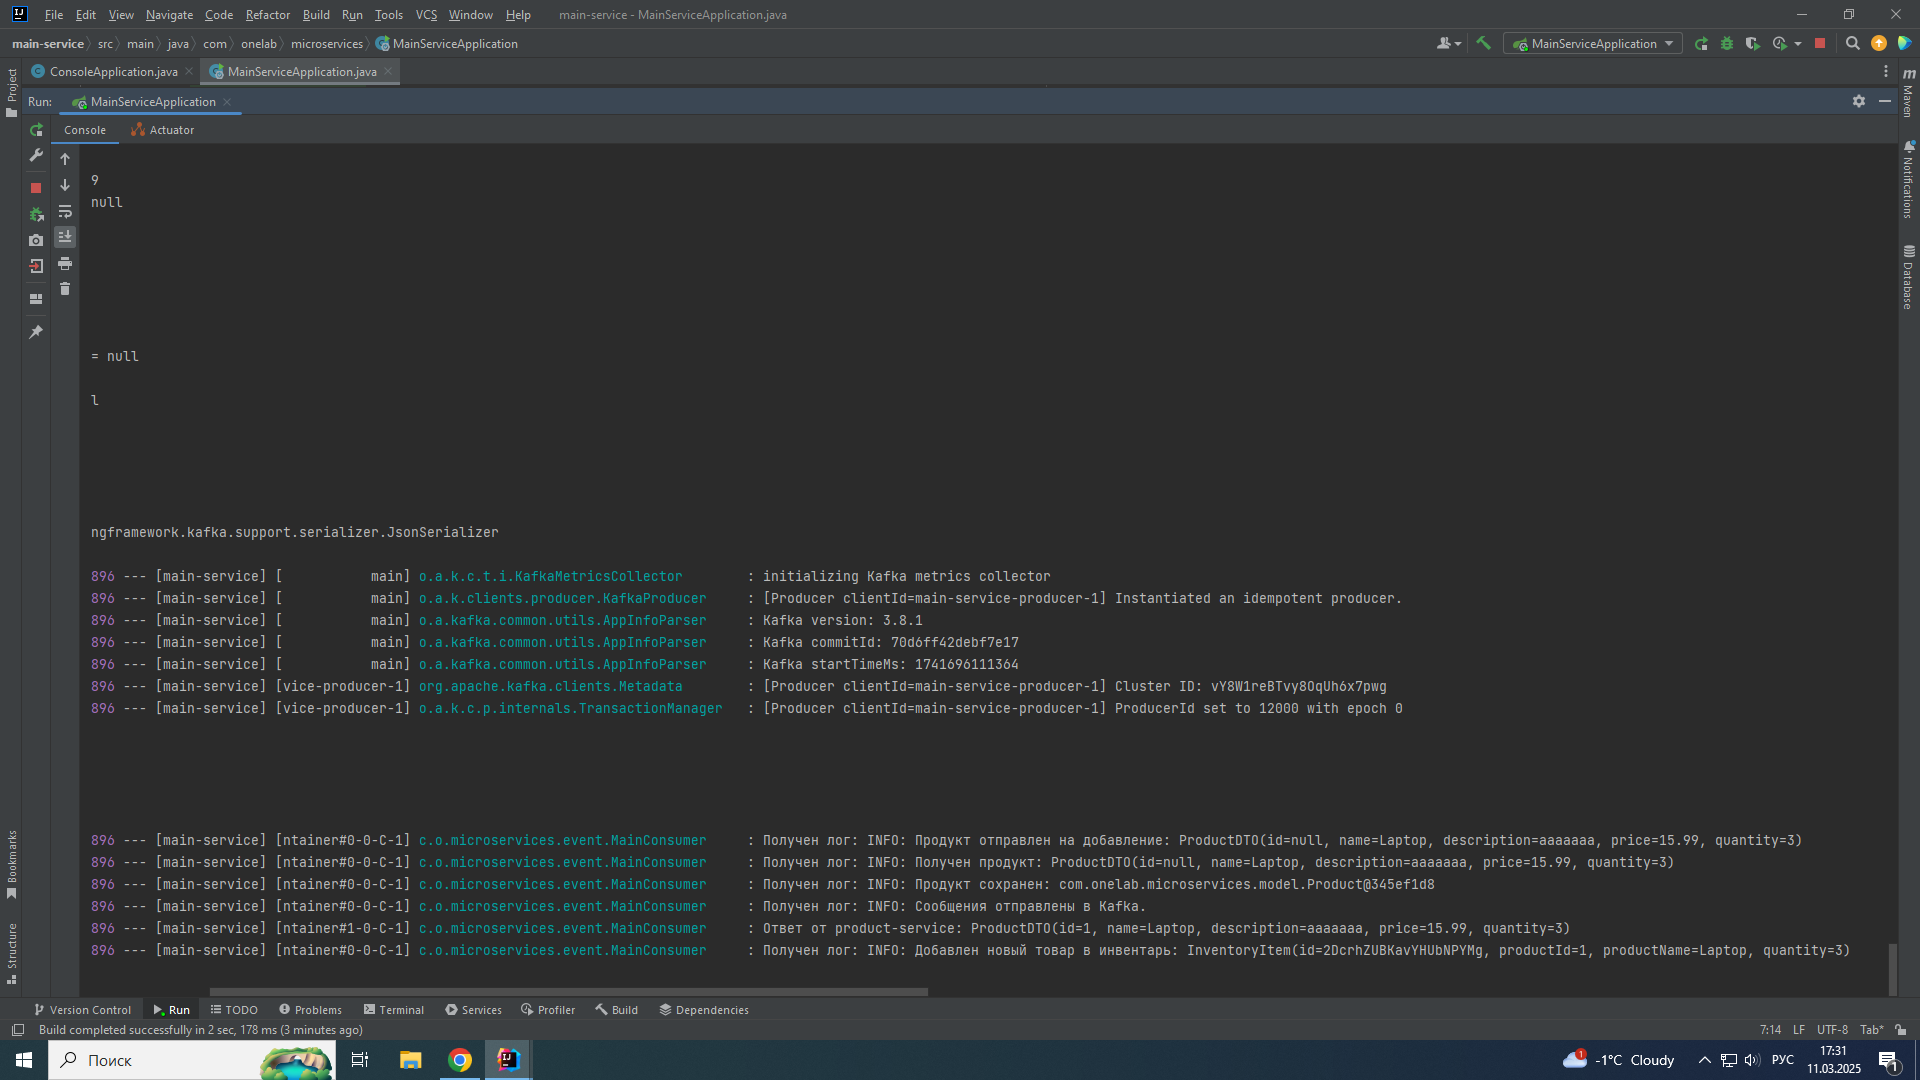 File Edit View Navigate Code Refactor Build Run Tools VCS Window Help main-service - MainServiceApplication.java
main-service src main java com onelab microservices MainServiceApplication MainServiceApplication
ConsoleApplication.java MainServiceApplication.java
Run: MainServiceApplication
Console Actuator
Project
Bookmarks
Structure
Maven
Notifications
Database
9
null
= null
l
ngframework.kafka.support.serializer.JsonSerializer
896 --- [main-service] [           main] o.a.k.c.t.i.KafkaMetricsCollector        : initializing Kafka metrics collector
896 --- [main-service] [           main] o.a.k.clients.producer.KafkaProducer     : [Producer clientId=main-service-producer-1] Instantiated an idempotent producer.
896 --- [main-service] [           main] o.a.kafka.common.utils.AppInfoParser     : Kafka version: 3.8.1
896 --- [main-service] [           main] o.a.kafka.common.utils.AppInfoParser     : Kafka commitId: 70d6ff42debf7e17
896 --- [main-service] [           main] o.a.kafka.common.utils.AppInfoParser     : Kafka startTimeMs: 1741696111364
896 --- [main-service] [vice-producer-1] org.apache.kafka.clients.Metadata        : [Producer clientId=main-service-producer-1] Cluster ID: vY8W1reBTvy8OqUh6x7pwg
896 --- [main-service] [vice-producer-1] o.a.k.c.p.internals.TransactionManager   : [Producer clientId=main-service-producer-1] ProducerId set to 12000 with epoch 0
896 --- [main-service] [ntainer#0-0-C-1] c.o.microservices.event.MainConsumer     : Получен лог: INFO: Продукт отправлен на добавление: ProductDTO(id=null, name=Laptop, description=aaaaaaa, price=15.99, quantity=3)
896 --- [main-service] [ntainer#0-0-C-1] c.o.microservices.event.MainConsumer     : Получен лог: INFO: Получен продукт: ProductDTO(id=null, name=Laptop, description=aaaaaaa, price=15.99, quantity=3)
896 --- [main-service] [ntainer#0-0-C-1] c.o.microservices.event.MainConsumer     : Получен лог: INFO: Продукт сохранен: com.onelab.microservices.model.Product@345ef1d8
896 --- [main-service] [ntainer#0-0-C-1] c.o.microservices.event.MainConsumer     : Получен лог: INFO: Сообщения отправлены в Kafka.
896 --- [main-service] [ntainer#1-0-C-1] c.o.microservices.event.MainConsumer     : Ответ от product-service: ProductDTO(id=1, name=Laptop, description=aaaaaaa, price=15.99, quantity=3)
896 --- [main-service] [ntainer#0-0-C-1] c.o.microservices.event.MainConsumer     : Получен лог: INFO: Добавлен новый товар в инвентарь: InventoryItem(id=2DcrhZUBKavYHUbNPYMg, productId=1, productName=Laptop, quantity=3)
Version Control Run TODO Problems Terminal Services Profiler Build Dependencies
Build completed successfully in 2 sec, 178 ms (3 minutes ago) 7:14 LF UTF-8 Tab*
Поиск 1 -1°C Cloudy РУС 17:31
11.03.2025 1